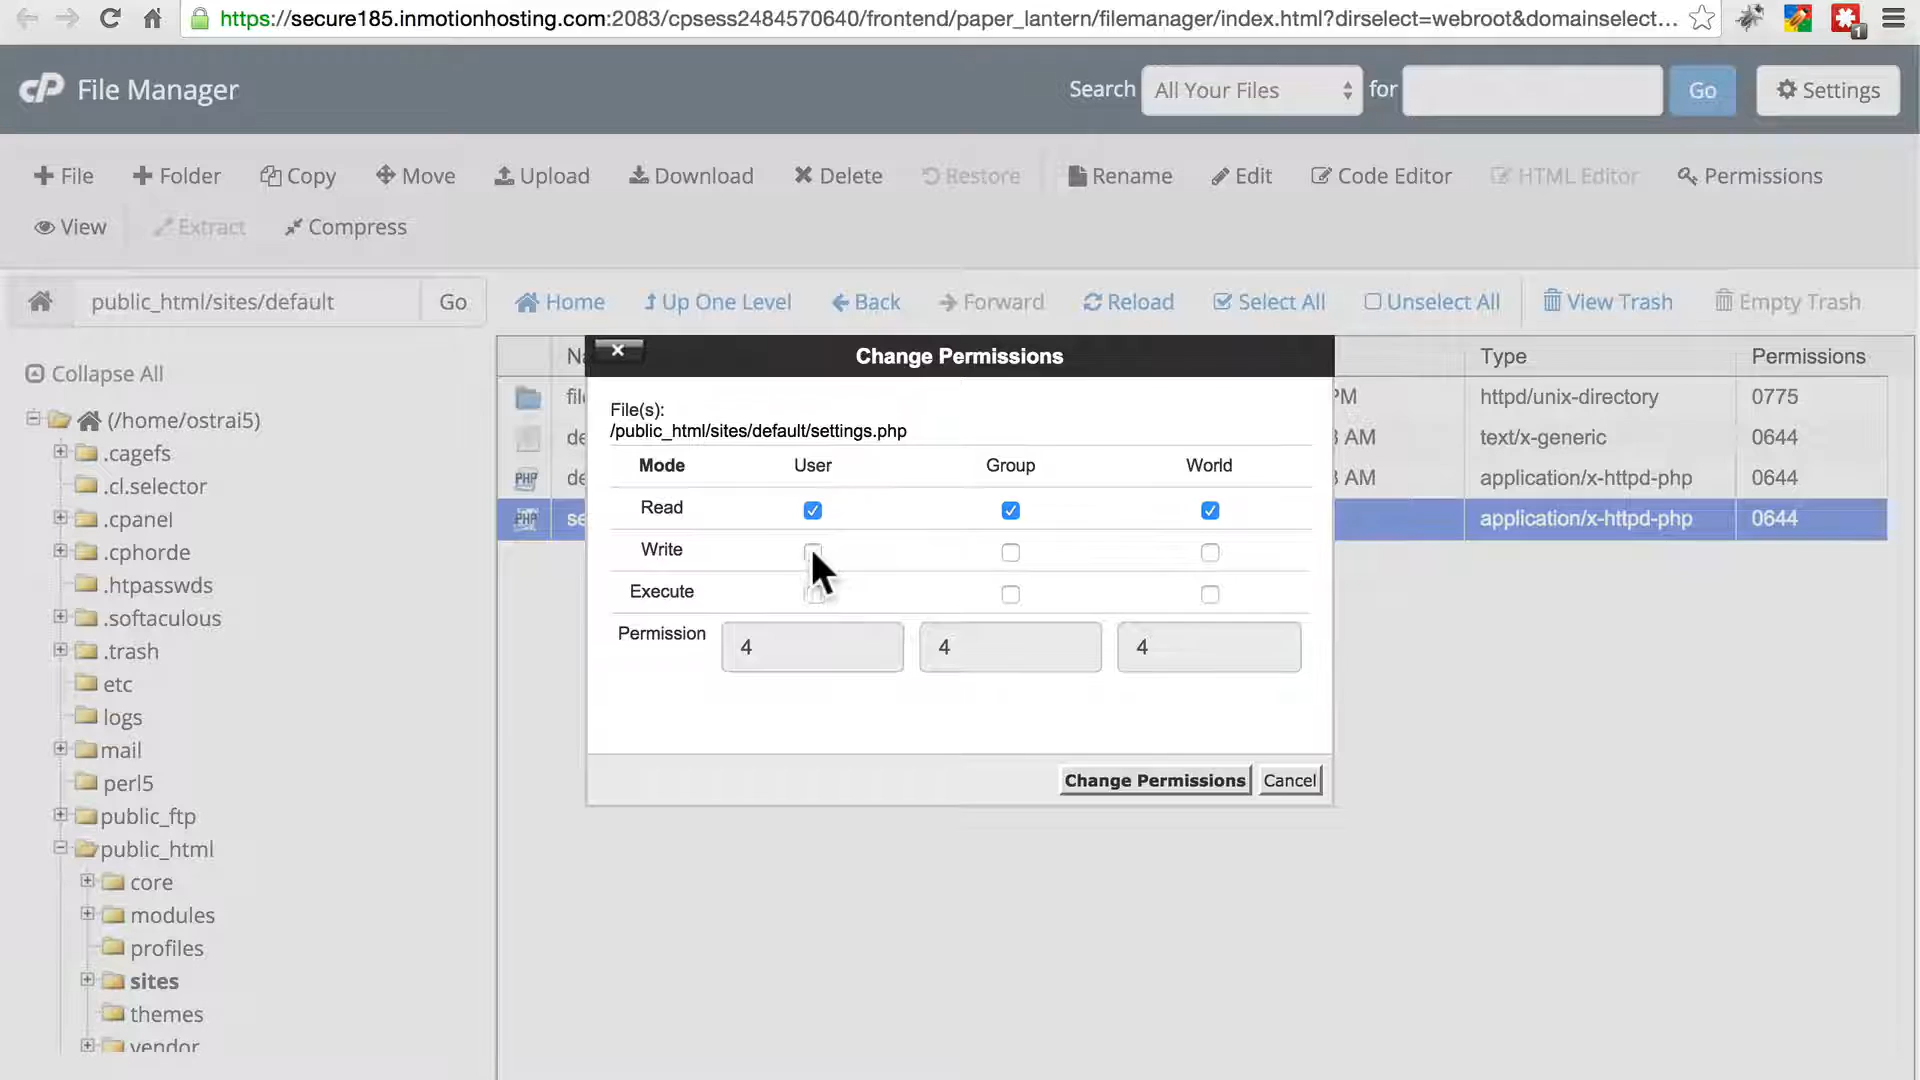 https://secure185.inmotionhosting.com:2083/cpsess2484570640/frontend/paper_lantern/filemanager/index.html?dirselect=webroot&domainselect...
1
cP File Manager
Search All Your Files for Go Settings
File Folder Copy Move Upload Download Delete Restore Rename Edit Code Editor HTML Editor Permissions
View Extract Compress
public_html/sites/default Go Home Up One Level Back Forward Reload Select All Unselect All View Trash Empty Trash
Collapse All
(/home/ostrai5)
.cagefs
.cl.selector
.cpanel
.cphorde
.htpasswds
.softaculous
.trash
etc
logs
mail
perl5
public_ftp
public_html
core
modules
profiles
sites
themes
vendor
Type Permissions
httpd/unix-directory 0775
text/x-generic 0644
AM application/x-httpd-php 0644
PHP application/x-httpd-php 0644
Change Permissions
File(s):
/public_html/sites/default/settings.php
Mode User Group World
Read
Write
Execute
Permission 4 4 4
Change Permissions Cancel